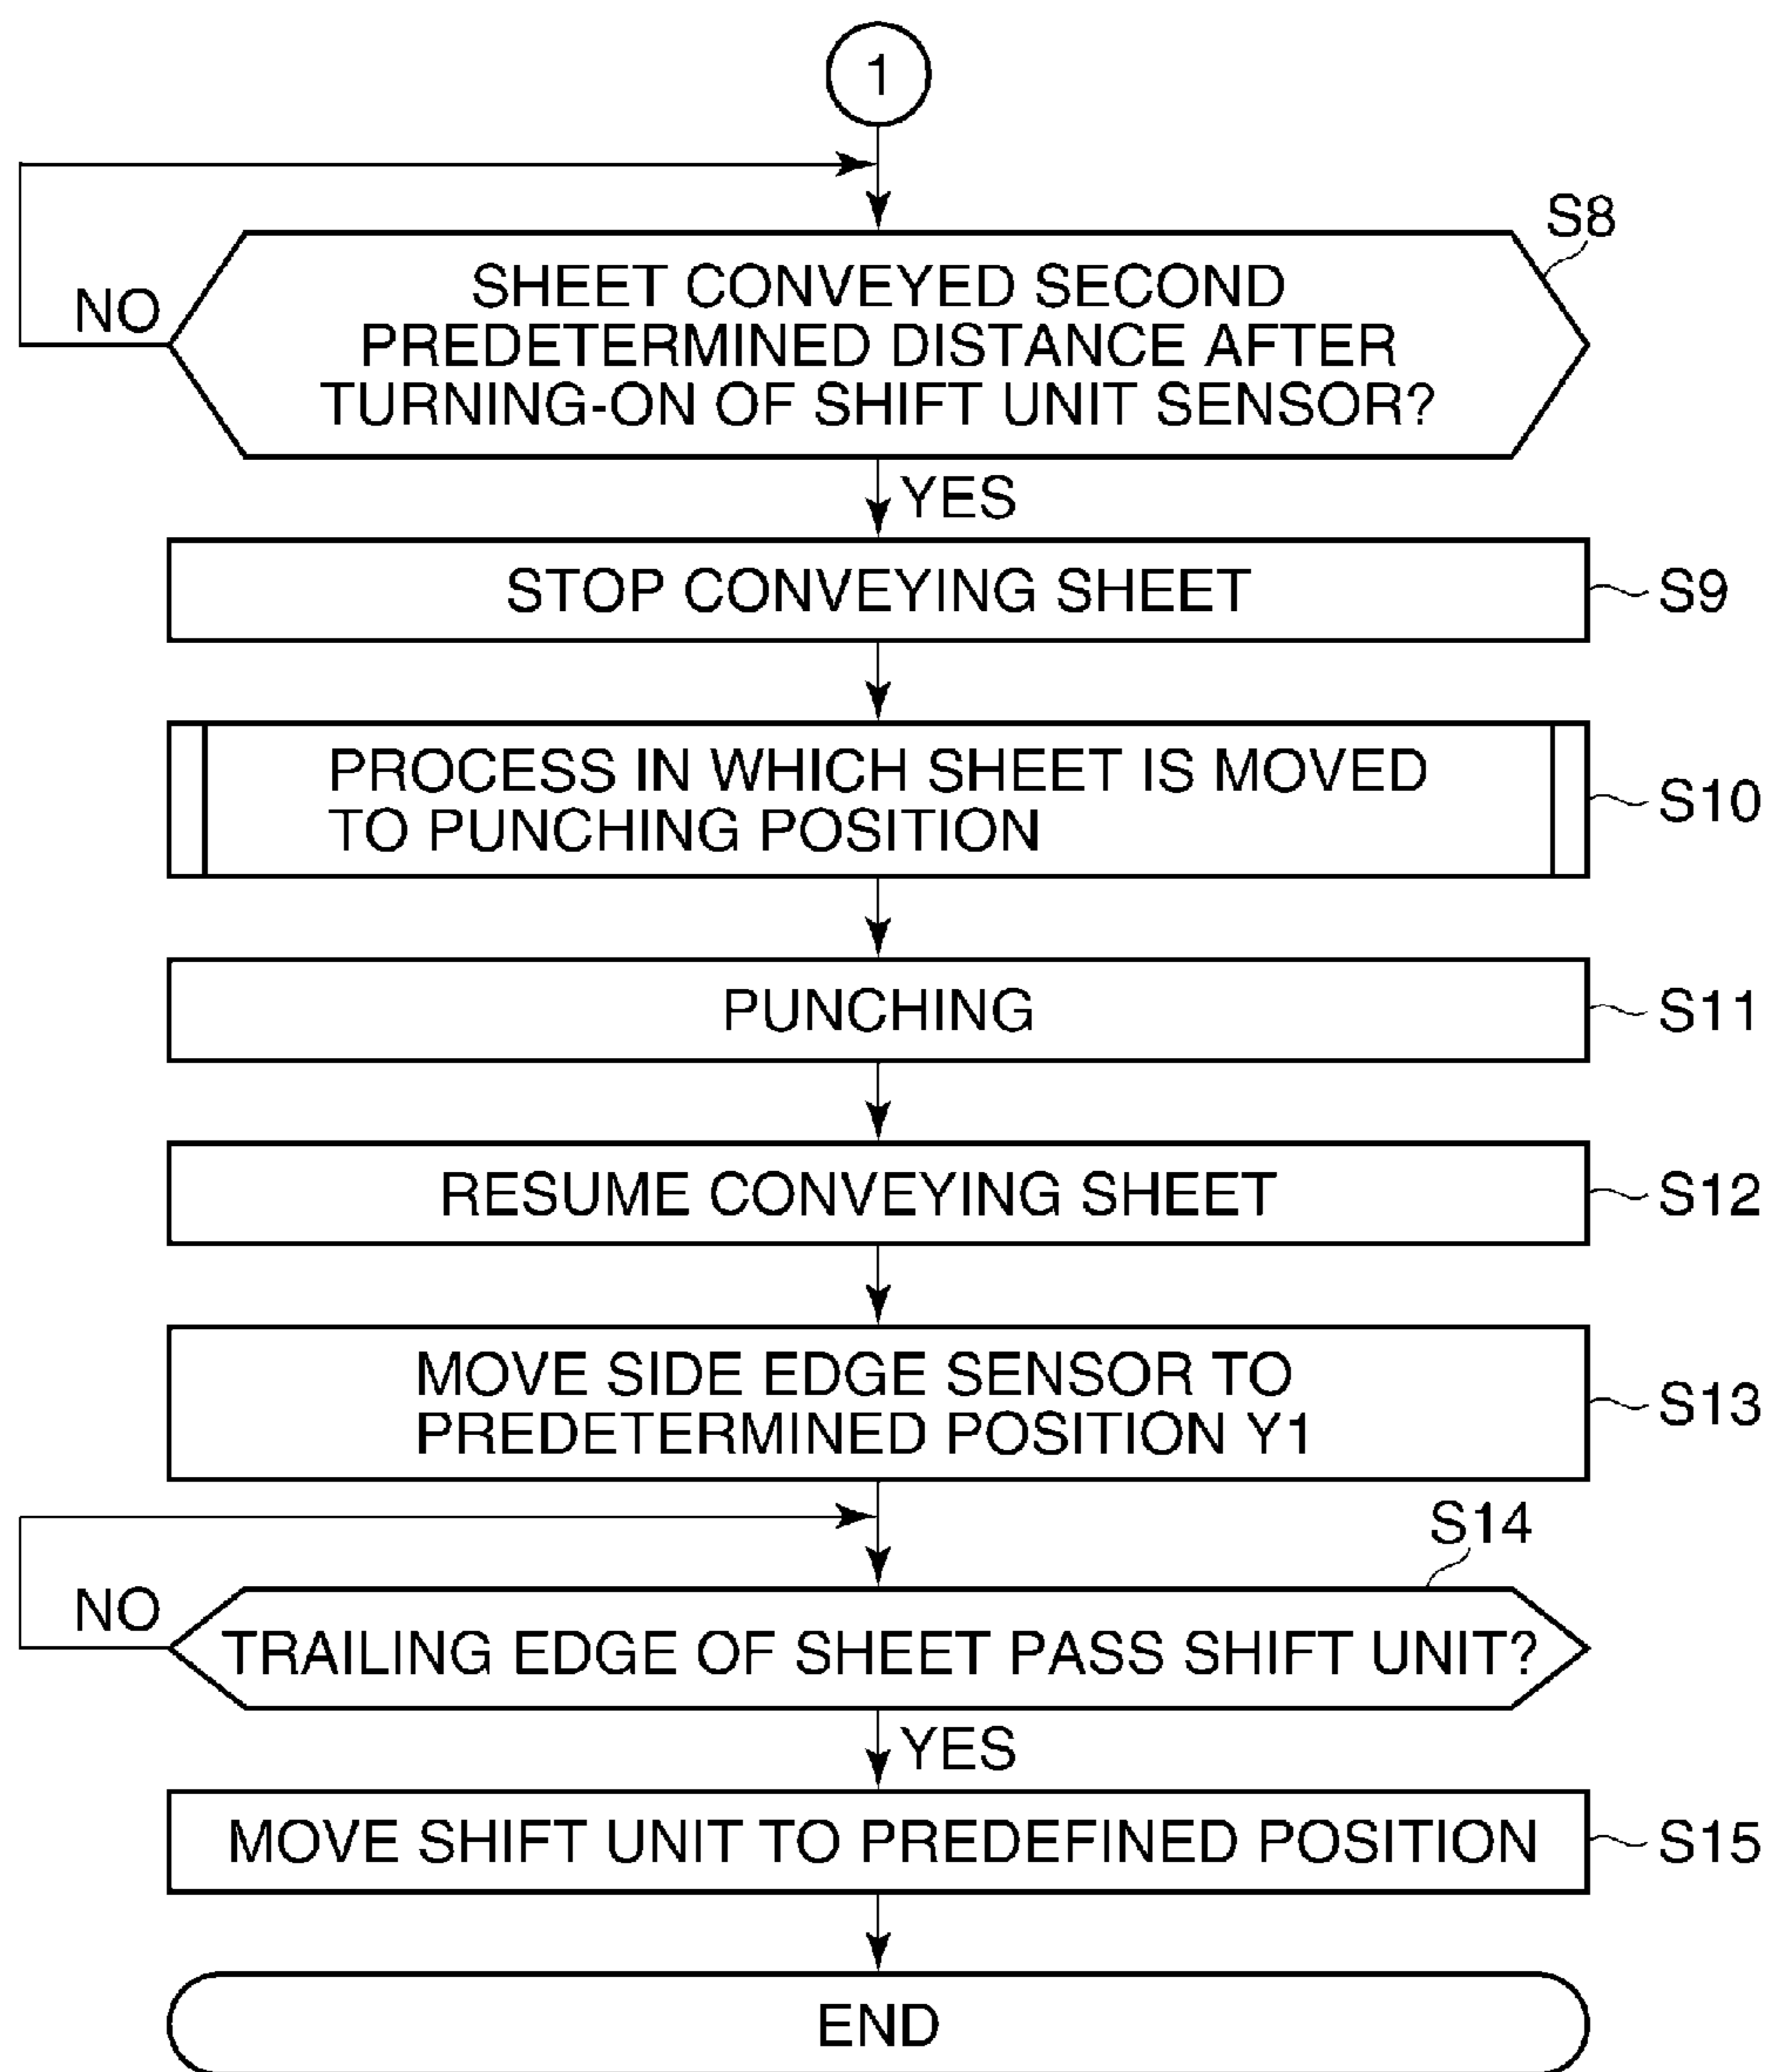 1
S8
NO
SHEET CONVEYED SECOND
PREDETERMINED DISTANCE AFTER
TURNING-ON OF SHIFT UNIT SENSOR?
YES
STOP CONVEYING SHEET
S9
PROCESS IN WHICH SHEET IS MOVED
TO PUNCHING POSITION
S10
PUNCHING
S11
RESUME CONVEYING SHEET
S12
MOVE SIDE EDGE SENSOR TO
PREDETERMINED POSITION Y1
S13
S14
NO
TRAILING EDGE OF SHEET PASS SHIFT UNIT?
YES
MOVE SHIFT UNIT TO PREDEFINED POSITION
S15
END